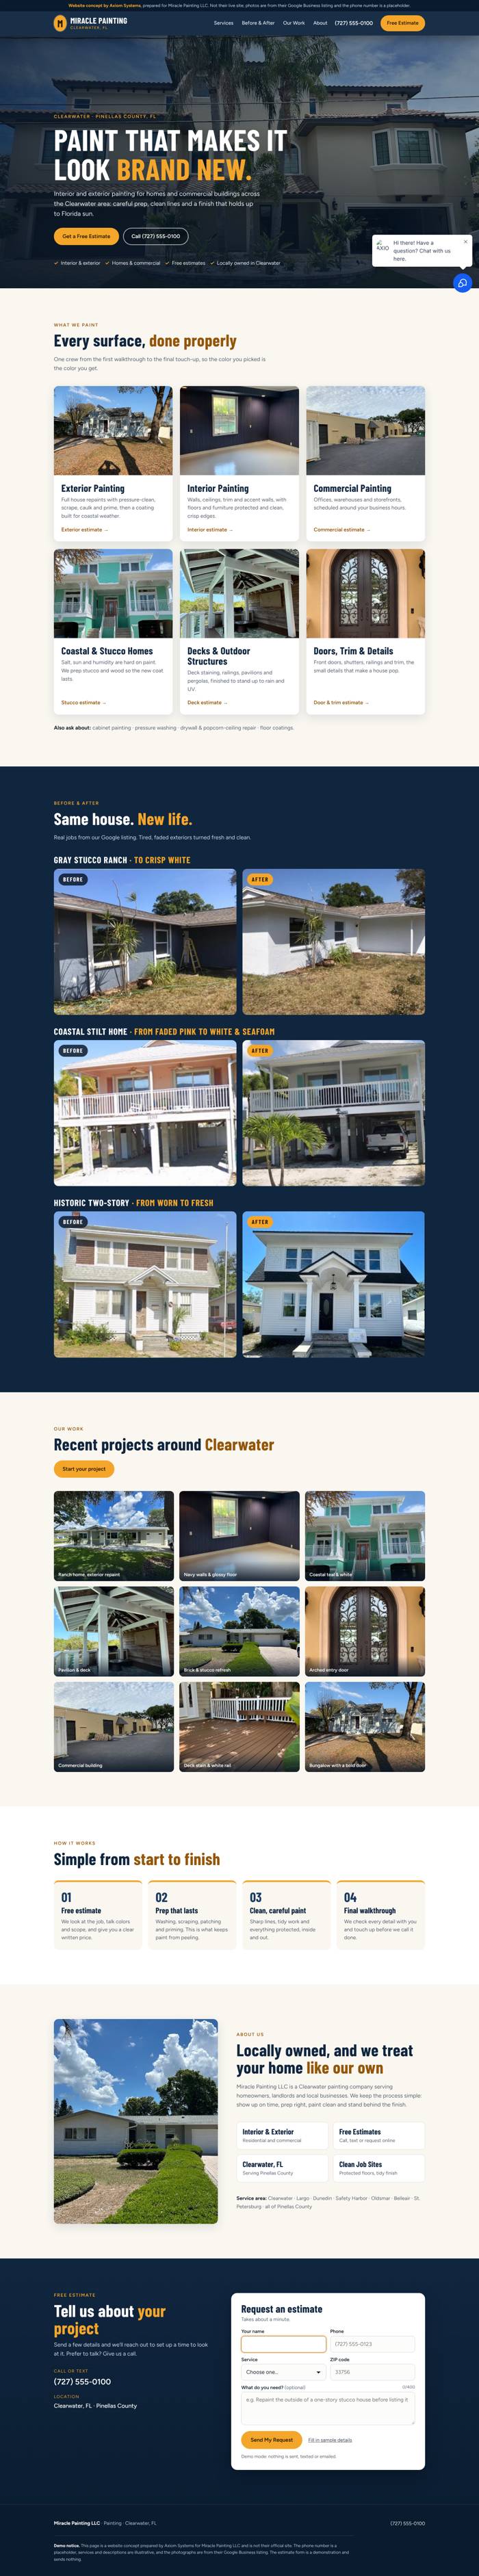 Website concept by Axiom Systems, prepared for Miracle Painting LLC. Not their live site, photos are from their Google Business listing and the phone number is a placeholder.
M MIRACLE PAINTING
CLEARWATER, FL
Services Before & After Our Work About (727) 555-0100 Free Estimate
CLEARWATER · PINELLAS COUNTY, FL
PAINT THAT MAKES IT
LOOK BRAND NEW.
Interior and exterior painting for homes and commercial buildings across
the Clearwater area: careful prep, clean lines and a finish that holds up
to Florida sun.
Get a Free Estimate Call (727) 555-0100
✓ Interior & exterior ✓ Homes & commercial ✓ Free estimates ✓ Locally owned in Clearwater
Hi there! Have a
question? Chat with us
here.
WHAT WE PAINT
Every surface, done properly
One crew from the first walkthrough to the final touch-up, so the color you picked is
the color you get.
Exterior Painting
Full house repaints with pressure-clean,
scrape, caulk and prime, then a coating
built for coastal weather.
Exterior estimate →
Interior Painting
Walls, ceilings, trim and accent walls, with
floors and furniture protected and clean,
crisp edges.
Interior estimate →
Commercial Painting
Offices, warehouses and storefronts,
scheduled around your business hours.
Commercial estimate →
Coastal & Stucco Homes
Salt, sun and humidity are hard on paint.
We prep stucco and wood so the new coat
lasts.
Stucco estimate →
Decks & Outdoor
Structures
Deck staining, railings, pavilions and
pergolas, finished to stand up to rain and
UV.
Deck estimate →
Doors, Trim & Details
Front doors, shutters, railings and trim, the
small details that make a house pop.
Door & trim estimate →
Also ask about: cabinet painting · pressure washing · drywall & popcorn-ceiling repair · floor coatings
BEFORE & AFTER
Same house. New life.
Real jobs from our Google listing. Tired, faded exteriors turned fresh and clean.
GRAY STUCCO RANCH · TO CRISP WHITE
BEFORE
AFTER
COASTAL STILT HOME · FROM FADED PINK TO WHITE & SEAFOAM
BEFORE
AFTER
HISTORIC TWO-STORY · FROM WORN TO FRESH
BEFORE
AFTER
OUR WORK
Recent projects around Clearwater
Start your project
Ranch home, exterior repaint
Navy walls & glossy floor
Coastal teal & white
Pavilion & deck
Brick & stucco refresh
Arched entry door
Commercial building
Deck stain & white rail
Bungalow with a bold door
HOW IT WORKS
Simple from start to finish
01
Free estimate
We look at the job, talk colors
and scope, and give you a clear
written price.
02
Prep that lasts
Washing, scraping, patching
and priming. This is what keeps
paint from peeling.
03
Clean, careful paint
Sharp lines, tidy work and
everything protected, inside
and out.
04
Final walkthrough
We check every detail with you
and touch up before we call it
done.
ABOUT US
Locally owned, and we treat
your home like our own
Miracle Painting LLC is a Clearwater painting company serving
homeowners, landlords and local businesses. We keep the process simple:
show up on time, prep right, paint clean and stand behind the finish.
Interior & Exterior
Residential and commercial
Free Estimates
Call, text or request online
Clearwater, FL
Serving Pinellas County
Clean Job Sites
Protected floors, tidy finish
Service area: Clearwater · Largo · Dunedin · Safety Harbor · Oldsmar · Belleair · St.
Petersburg · all of Pinellas County
FREE ESTIMATE
Tell us about your
project
Send a few details and we'll reach out to set up a time to look
at it. Prefer to talk? Give us a call.
CALL OR TEXT
(727) 555-0100
LOCATION
Clearwater, FL · Pinellas County
Request an estimate
Takes about a minute.
Your name Phone
(727) 555-0123
Service ZIP code
Choose one... 33756
What do you need? (optional) 0/400
e.g. Repaint the outside of a one-story stucco house before listing it
Send My Request Fill in sample details
Demo mode: nothing is sent, texted or emailed.
Miracle Painting LLC · Painting · Clearwater, FL (727) 555-0100
Demo notice. This page is a website concept prepared by Axiom Systems for Miracle Painting LLC and is not their official site. The phone number is a
placeholder, services and descriptions are illustrative, and the photographs are from their Google Business listing. The estimate form is a demonstration and
sends nothing.